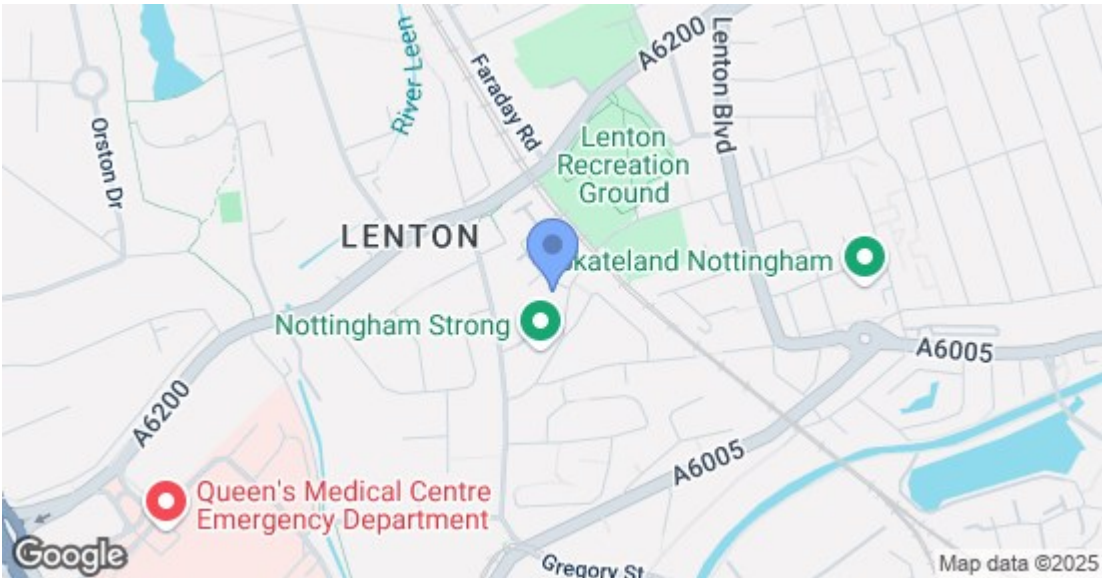 A6200
Lenton Blvd
River Leen
Faraday Rd
Orston Dr
Lenton
Recreation
Ground
LENTON
kateland Nottingham
Nottingham Strong
A6005
A6200
A6005
Queen's Medical Centre
Emergency Department
Gregory St
Google
Map data ©2025